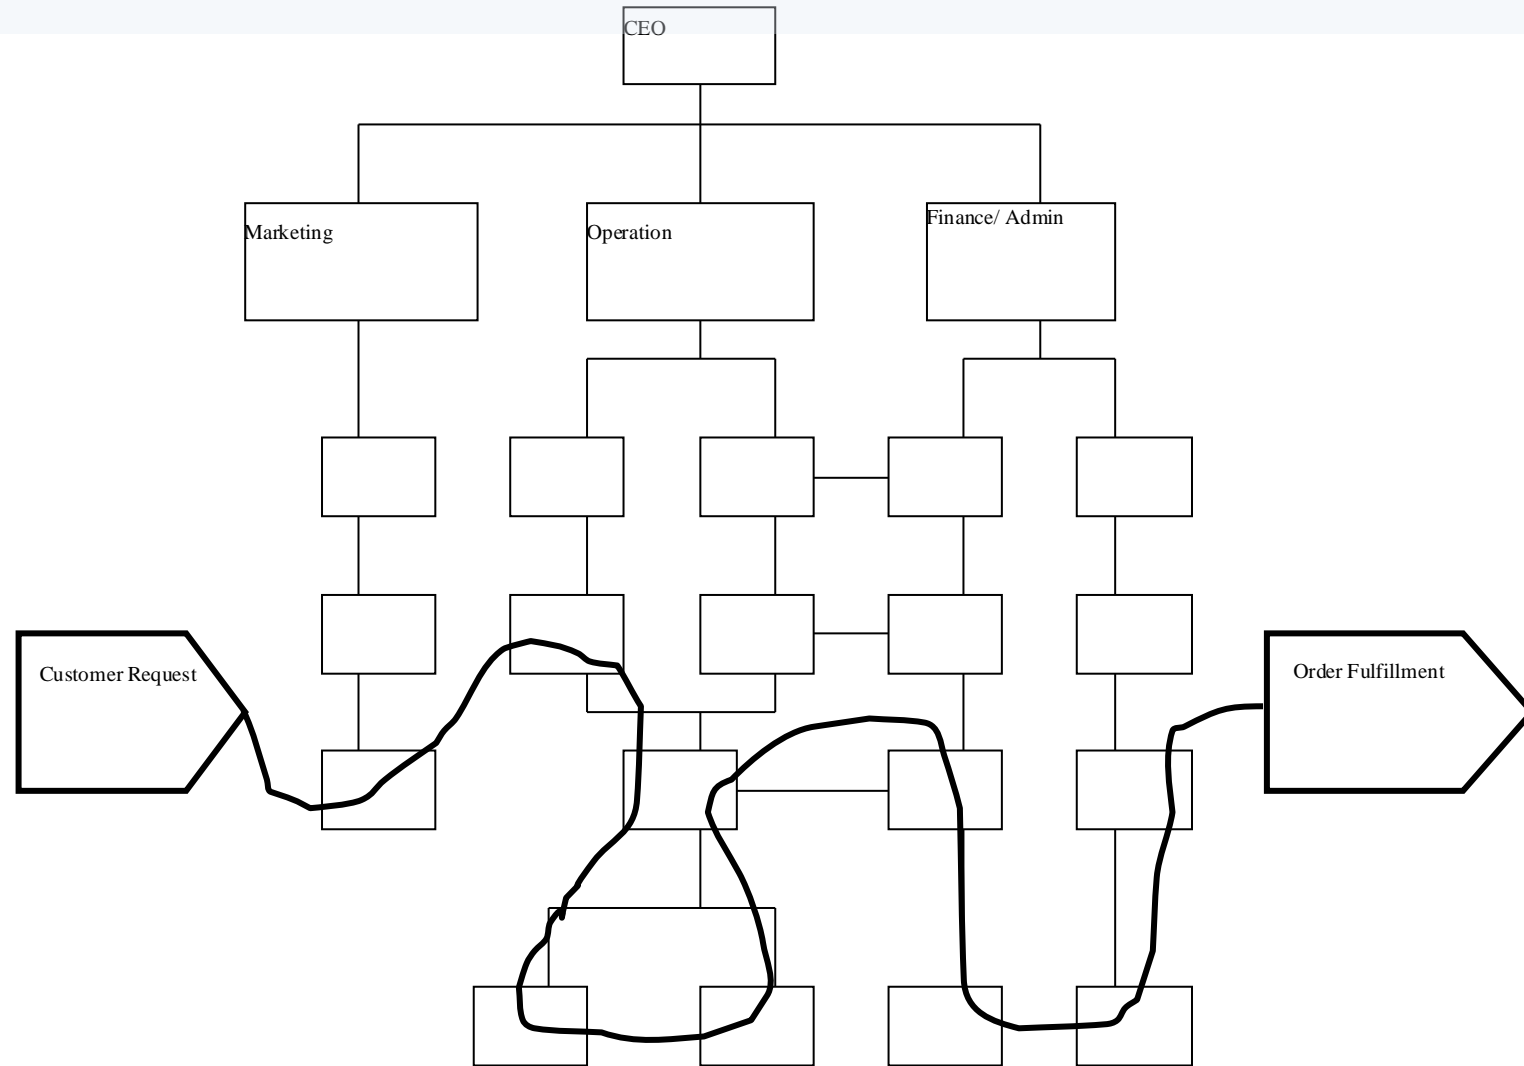 CEO
Marketing
Operation
Finance/ Admin
Customer Request
Order Fulfillment